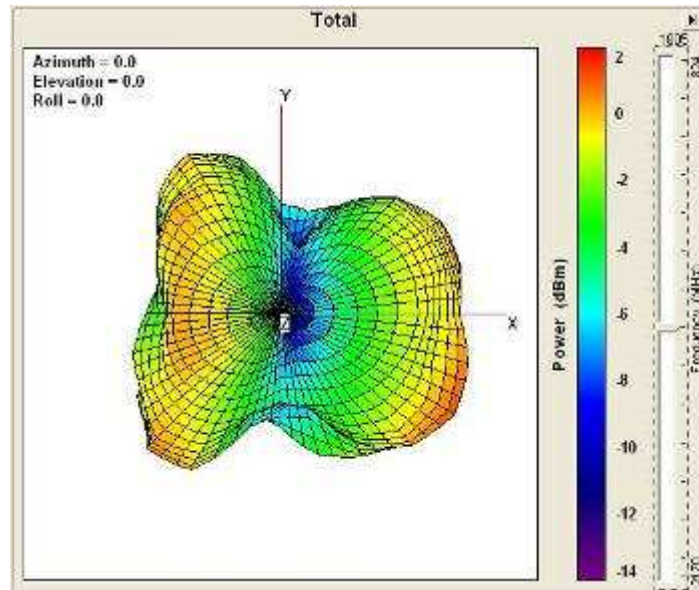 Total
Azimuth = 0.0
Elevation = 0.0
Roll = 0.0
Y
X
Z
Power (dBm)
2
0
-2
-4
-6
-8
-10
-12
-14